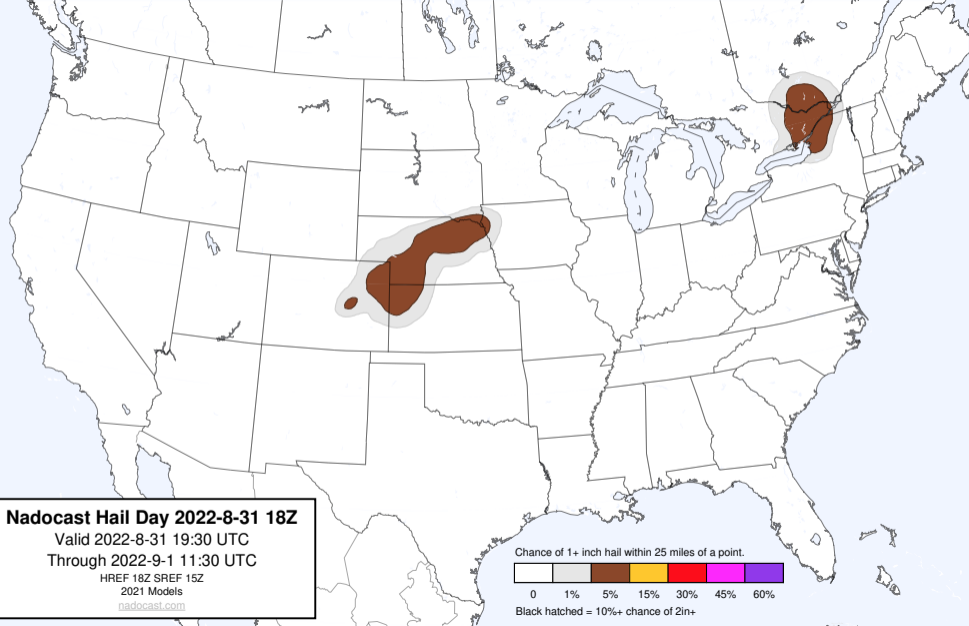 Nadocast Hail Day 2022-8-31 18Z
Valid 2022-8-31 19:30 UTC
Through 2022-9-1 11:30 UTC
HREF 18Z SREF 15Z
2021 Models
nadocast.com
Chance of 1+ inch hail within 25 miles of a point.
0 1% 5% 15% 30% 45% 60%
Black hatched = 10%+ chance of 2in+